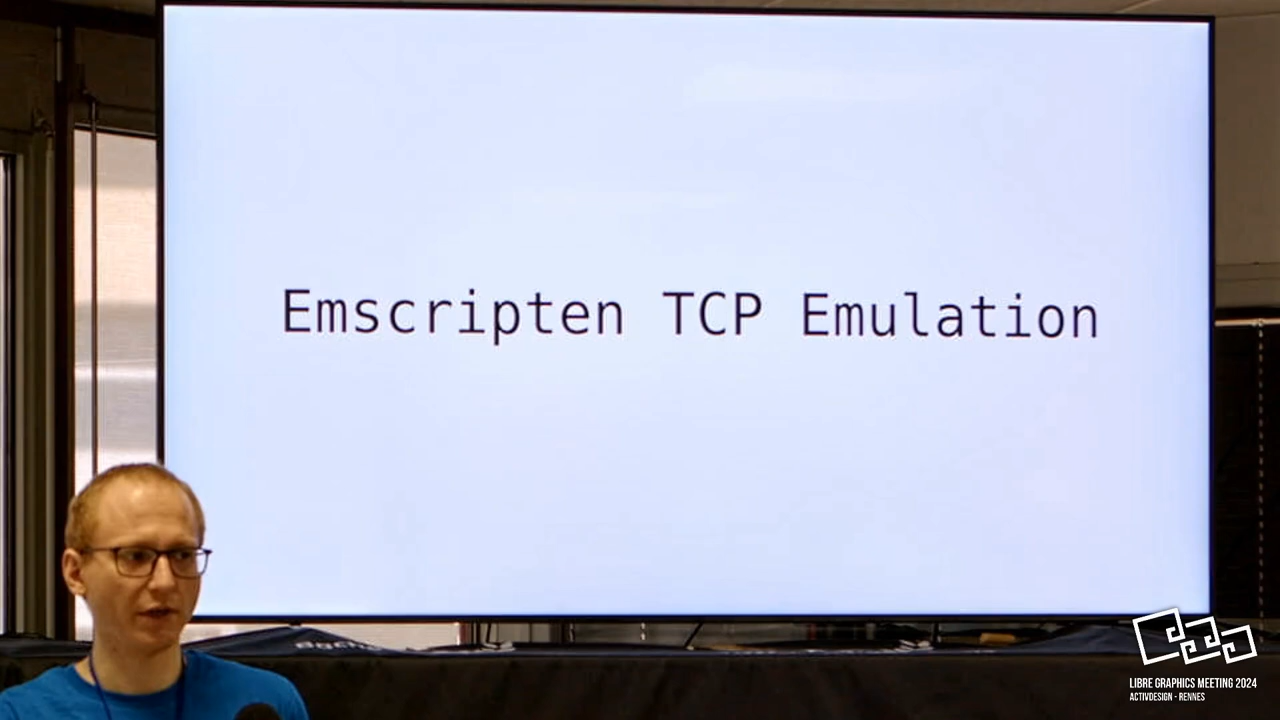 Emscripten TCP Emulation
LIBRE GRAPHICS MEETING 2024
ACTIVDESIGN - RENNES